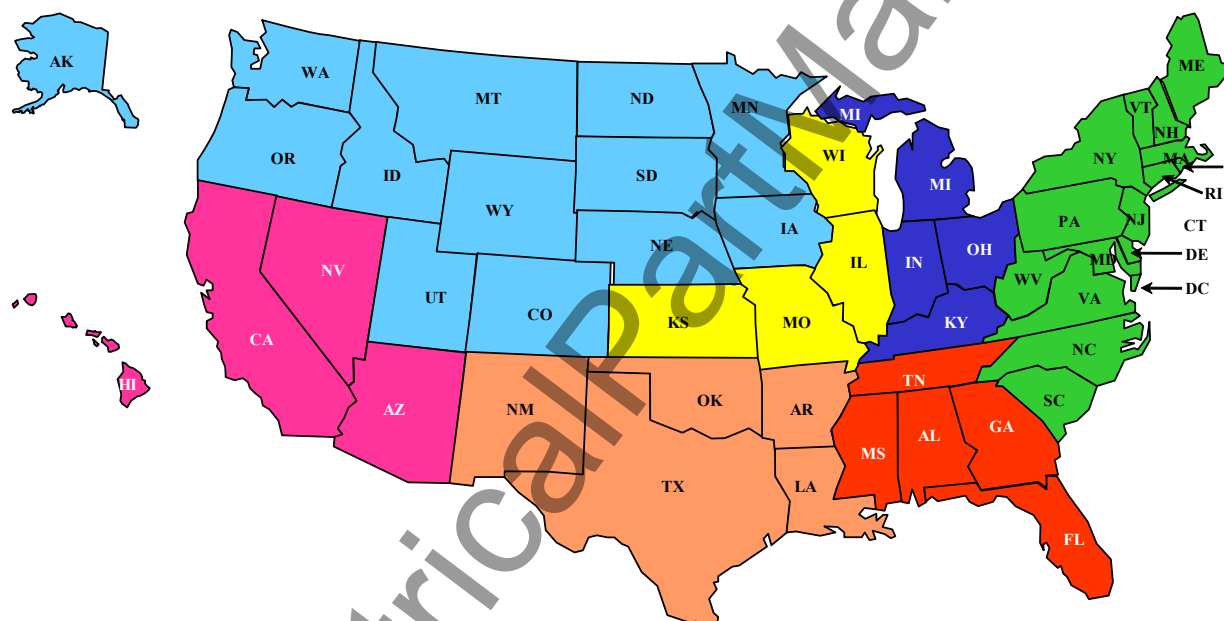 AK
WA
MT
ND
MN
MI
ME
VT
NH
OR
ID
SD
WI
MI
NY
MA
WY
RI
NE
IA
PA
NJ
CT
NV
UT
CO
IL
IN
OH
MD
DE
WV
DC
VA
CA
KS
MO
KY
NC
HI
AZ
NM
OK
AR
TN
SC
TX
LA
MS
AL
GA
FL
tricalPartMa